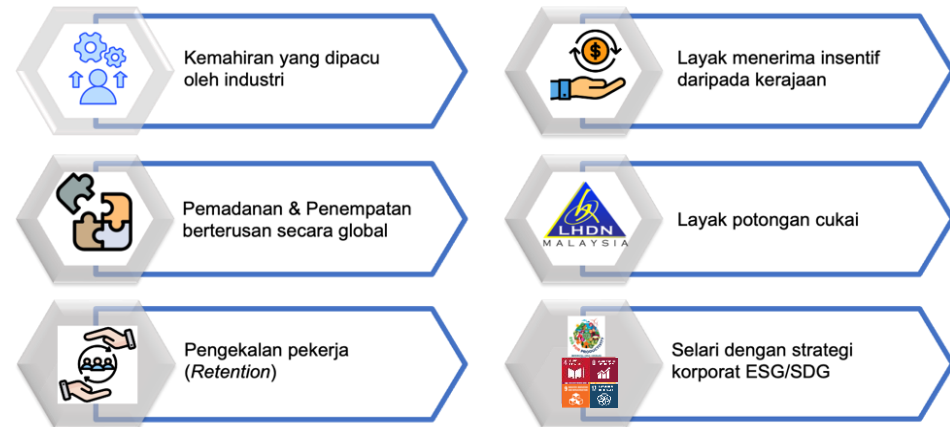 Kemahiran yang dipacu
oleh industri
Layak menerima insentif
daripada kerajaan
Pemadanan & Penempatan
berterusan secara global
LHDN
MALAYSIA
Layak potongan cukai
Pengekalan pekerja
(Retention)
Selari dengan strategi
korporat ESG/SDG